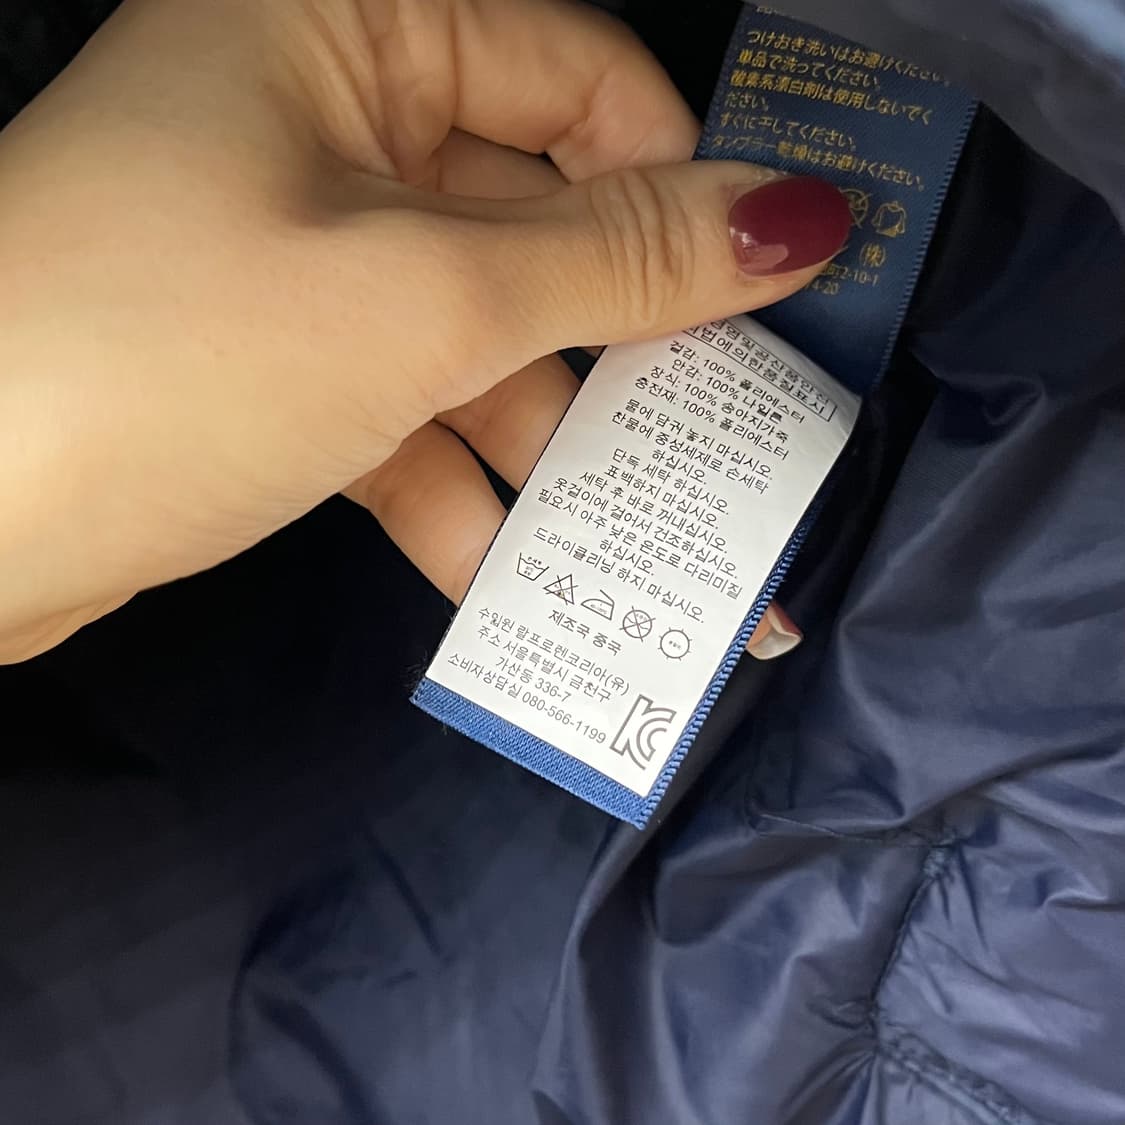 つけおき洗いはお避けください。
単品で洗ってください。
酸素系漂白剤は使用しないでく
ださい。
すぐに干してください。
タンブラー乾燥はお避けください。
(株)
町2-10-1
4-20
법에의한품질표시
겉감: 100% 폴리에스터
안감: 100% 나일론
장식: 100% 송아지가죽
충전재: 100% 폴리에스터
물에 담궈 놓지 마십시오.
찬물에 중성세제로 손세탁
하십시오.
단독 세탁 하십시오.
표백하지 마십시오.
세탁 후 바로 꺼내십시오.
옷걸이에 걸어서 건조하십시오.
필요시 아주 낮은 온도로 다리미질
하십시오.
드라이클리닝 하지 마십시오.
제조국 중국
수입원 랄프로렌코리아(유)
주소 서울특별시 금천구
가산동 336-7
소비자상담실 080-566-1199
KC